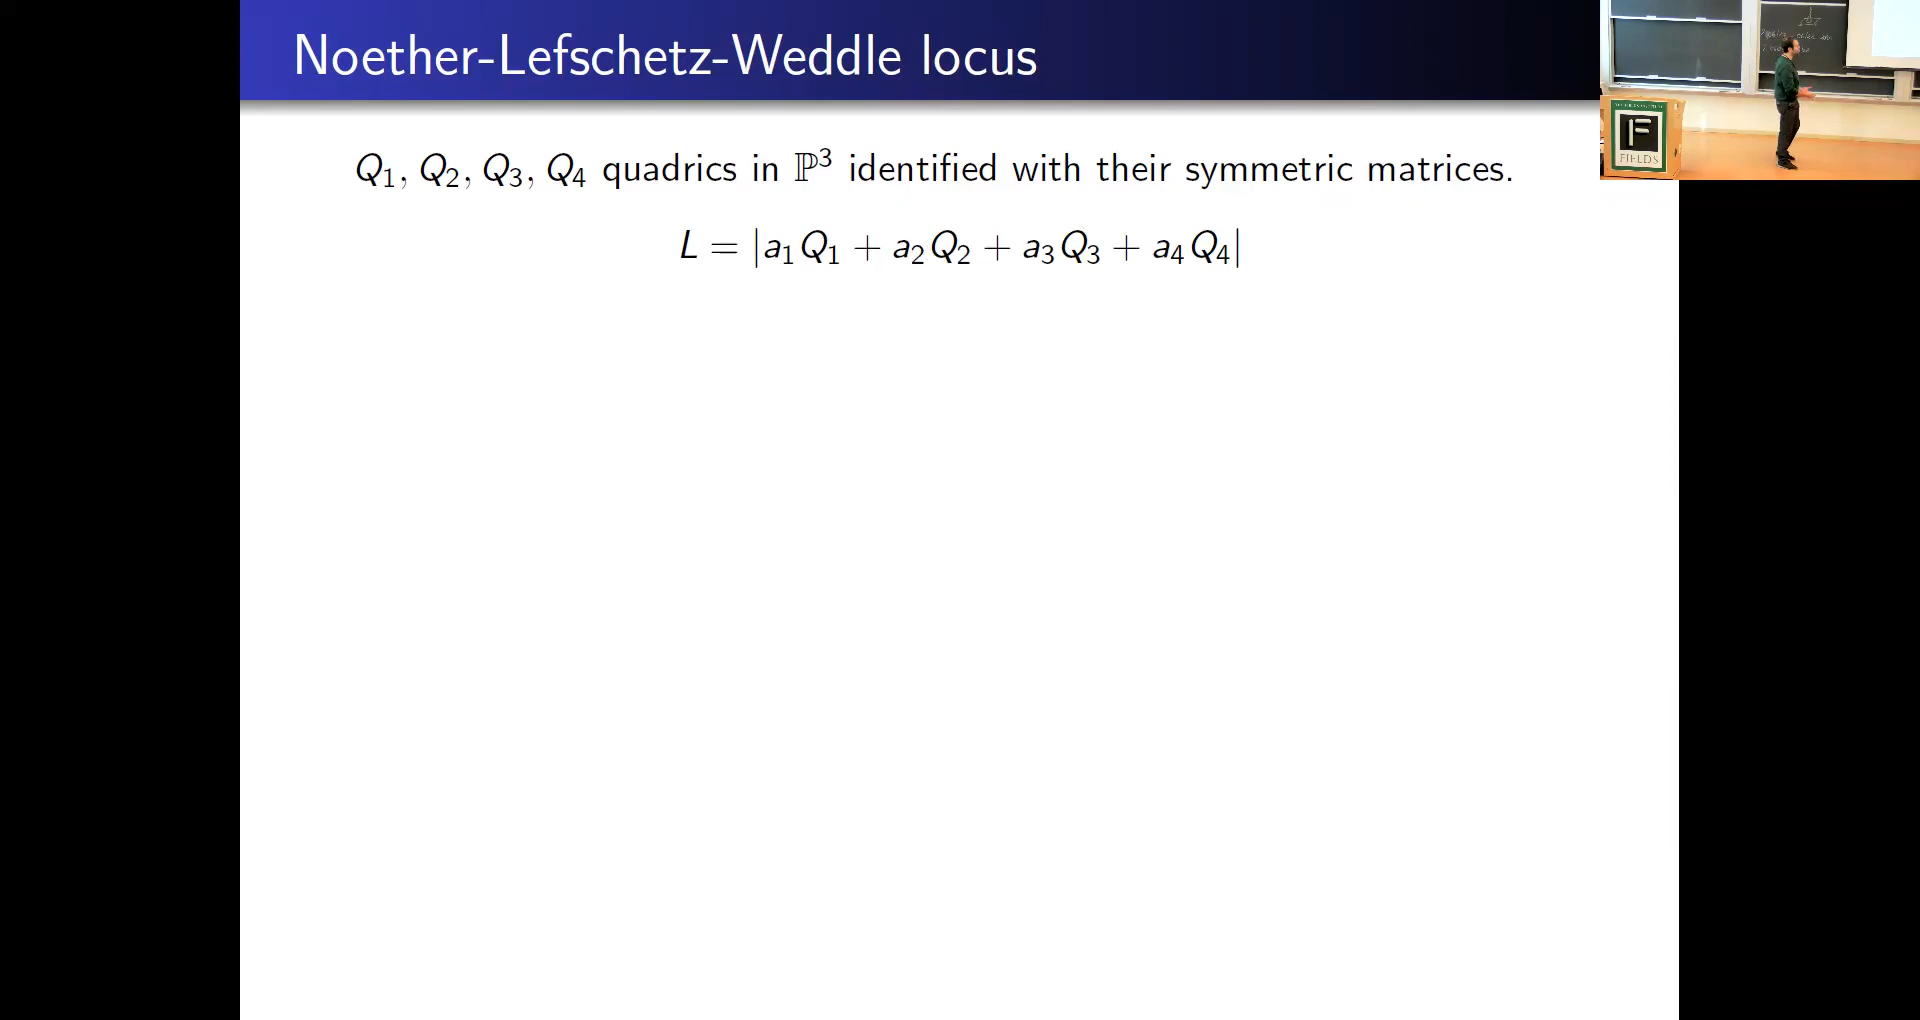 Noether-Lefschetz-Weddle locus
Q₁, Q₂, Q₃, Q₄ quadrics in ℙ³ identified with their symmetric matrices.
L = |a₁Q₁ + a₂Q₂ + a₃Q₃ + a₄Q₄|
F
FIELDS